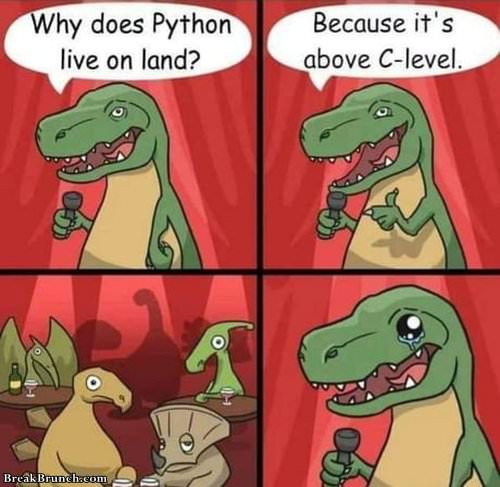 Why does Python
live on land?
Because it's
above C-level.
BreakBrunch.com